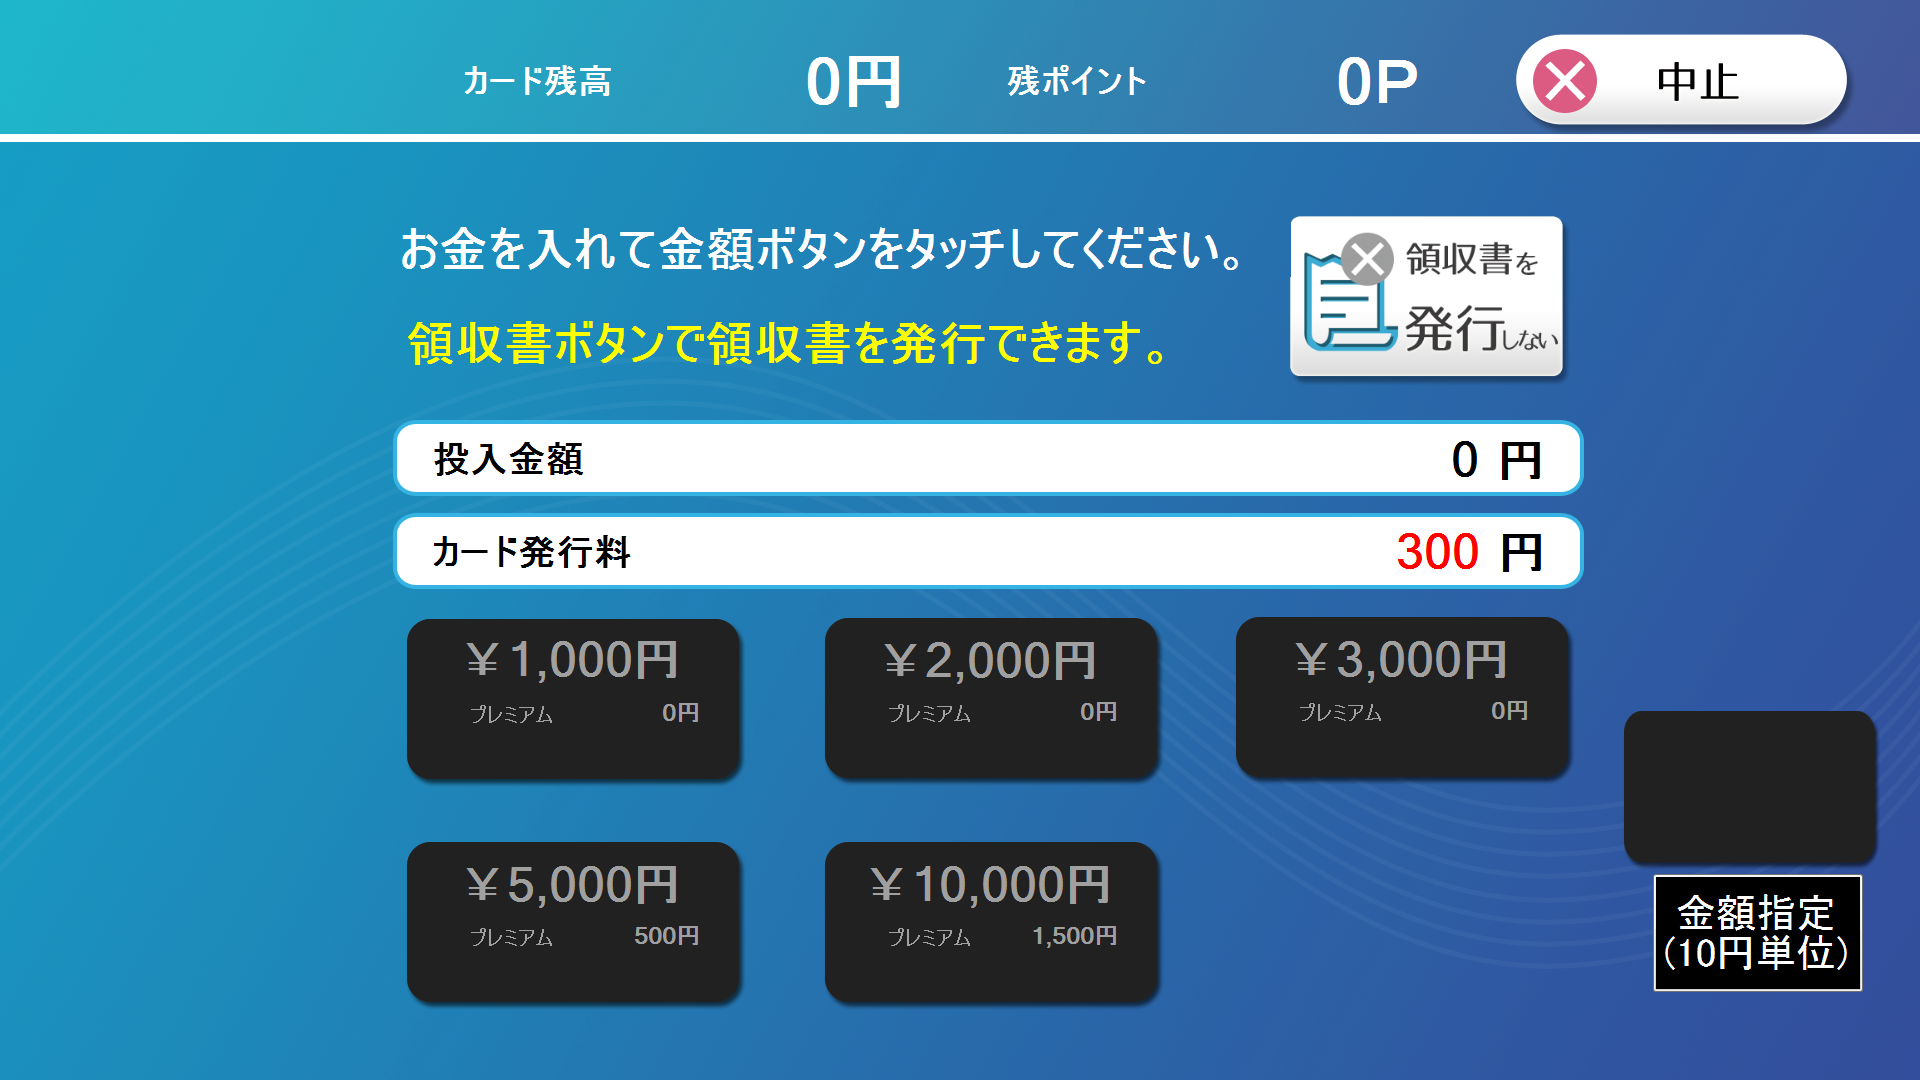 カード残高 0円 残ポイント 0P 中止
お金を入れて金額ボタンをタッチしてください。
領収書ボタンで領収書を発行できます。
領収書を
発行しない
投入金額 0 円
カード発行料 300 円
￥1,000円
プレミアム 0円
￥2,000円
プレミアム 0円
￥3,000円
プレミアム 0円
￥5,000円
プレミアム 500円
￥10,000円
プレミアム 1,500円
金額指定
(10円単位)